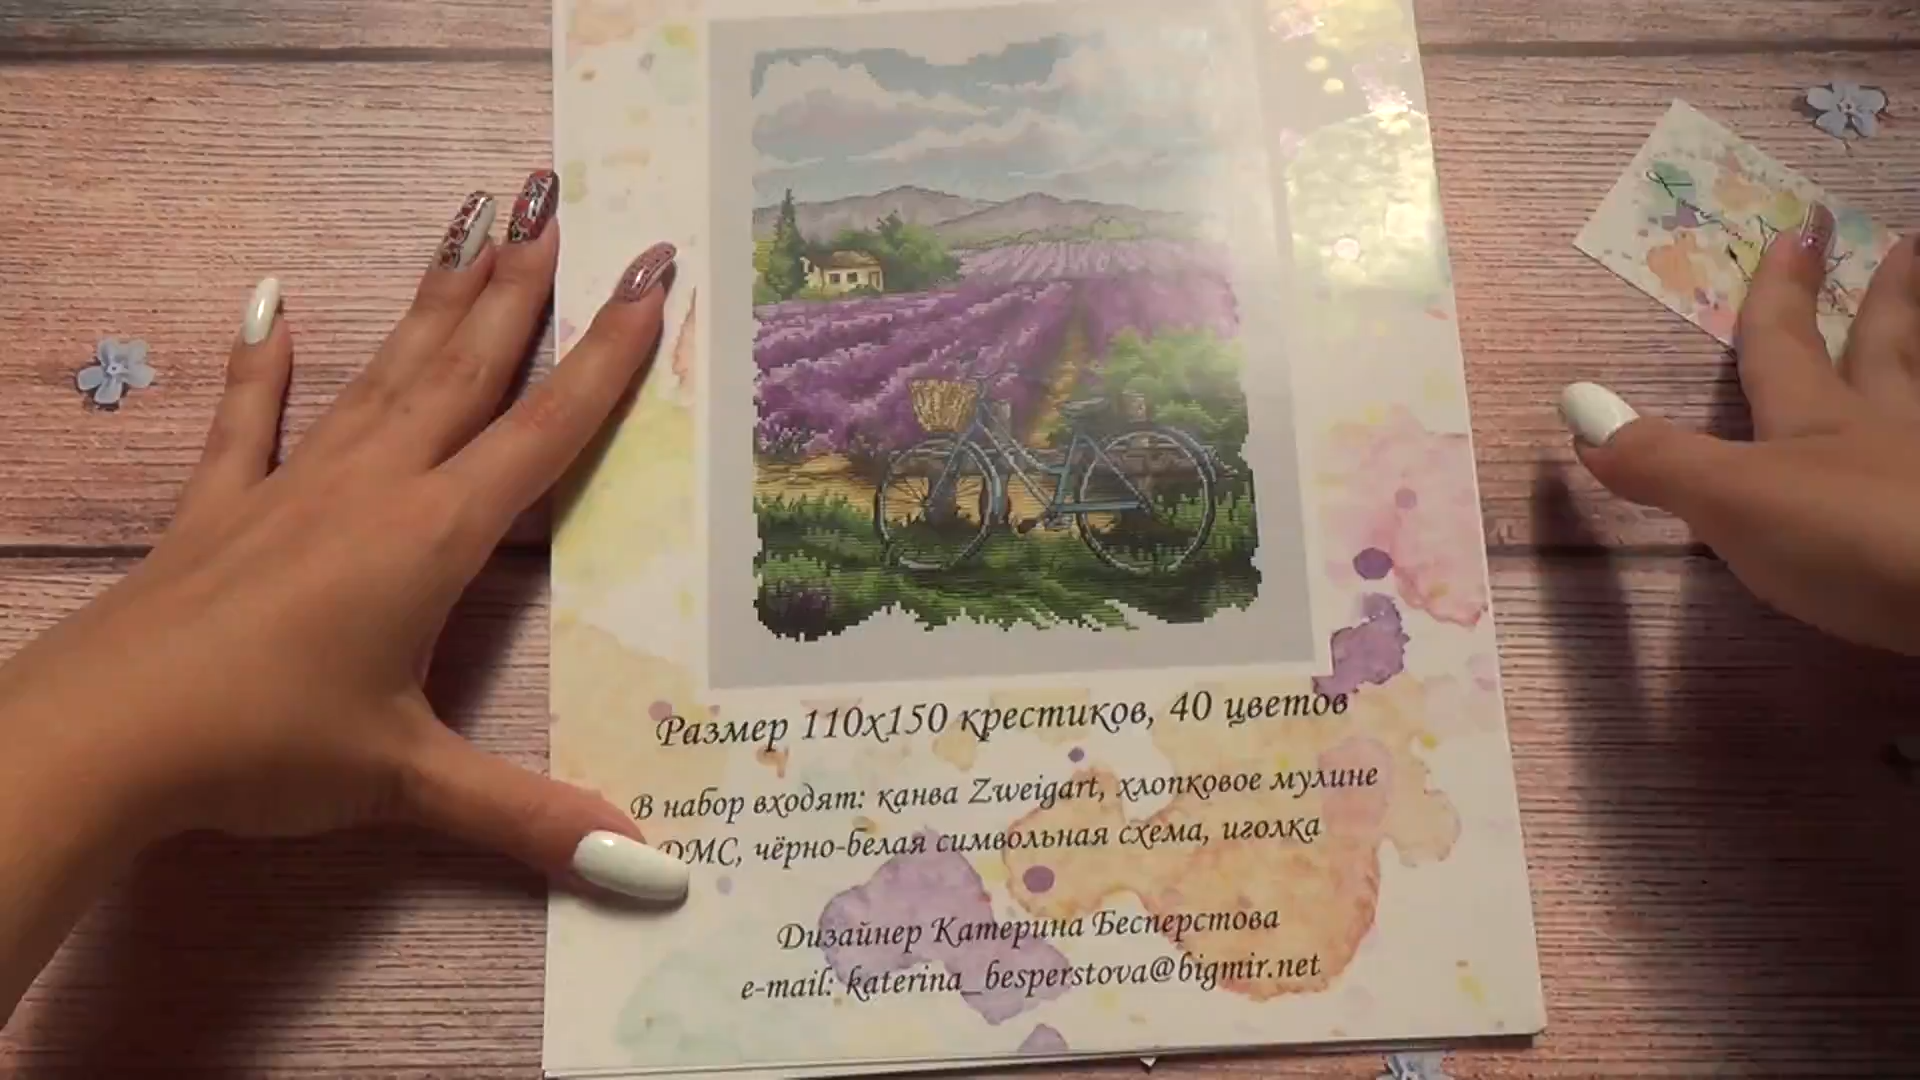 Размер 110х150 крестиков, 40 цветов
В набор входят: канва Zweigart, хлопковое мулине
DMC, чёрно-белая символьная схема, иголка
Дизайнер Катерина Бесперстова
e-mail: katerina_besperstova@bigmir.net